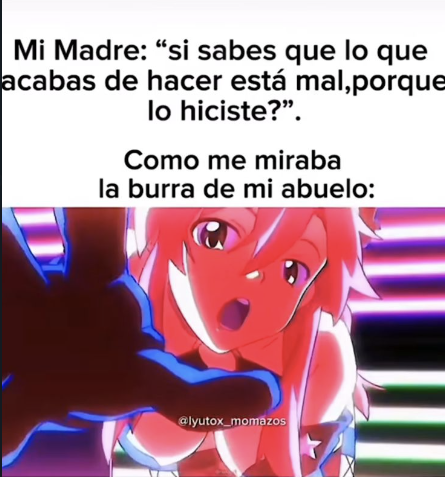 Mi Madre: “si sabes que lo que
acabas de hacer está mal,porque
lo hiciste?”.
Como me miraba
la burra de mi abuelo:
@lyutox_momazos